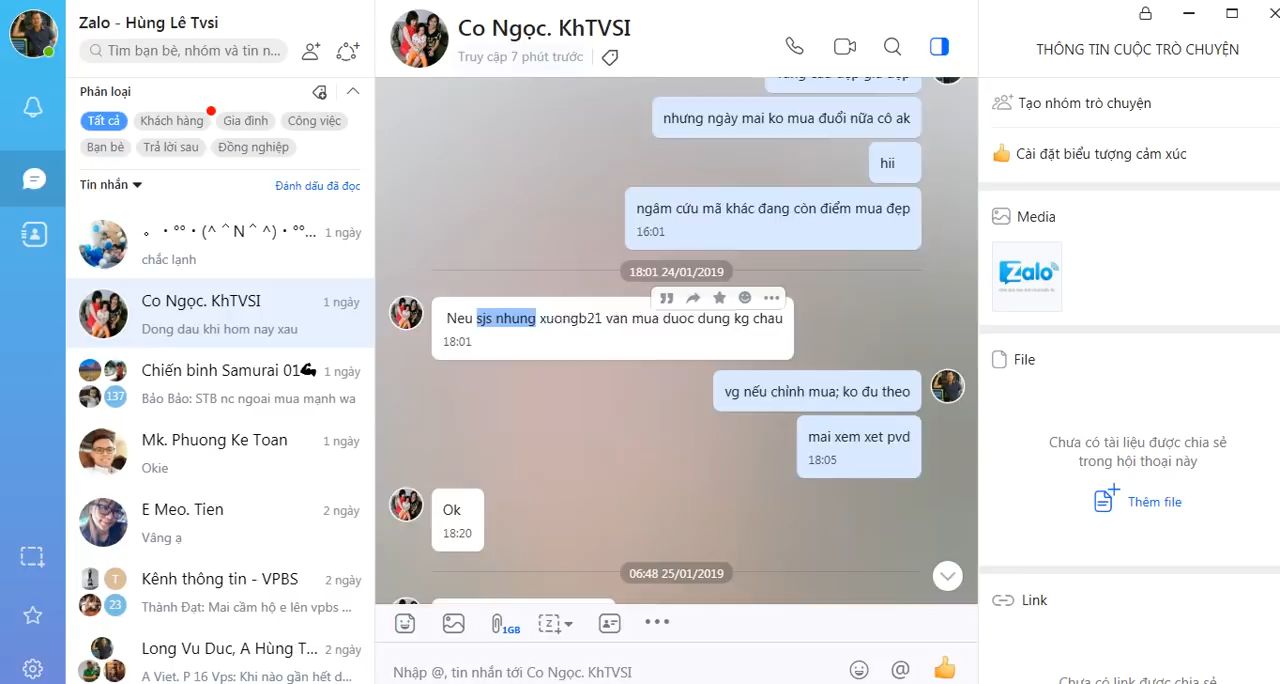 Zalo - Hùng Lê Tvsi
Tìm bạn bè, nhóm và tin n...
Phân loại
Tất cả
Khách hàng
Gia đình
Công việc
Bạn bè
Trả lời sau
Đồng nghiệp
Tin nhắn
Đánh dấu đã đọc
。・°°・(^ ^N^ ^)・°°...
1 ngày
chắc lạnh
Co Ngọc. KhTVSI
1 ngày
Dong dau khi hom nay xau
Chiến binh Samurai 01💪
1 ngày
137
Bảo Bảo: STB nc ngoai mua mạnh wa
Mk. Phuong Ke Toan
1 ngày
Okie
E Meo. Tien
2 ngày
Vâng ạ
T
Kênh thông tin - VPBS
2 ngày
23
Thành Đạt: Mai cầm hộ e lên vpbs ...
Long Vu Duc, A Hùng T...
2 ngày
A Viet. P 16 Vps: Khi nào gần hết d...
Co Ngọc. KhTVSI
Truy cập 7 phút trước
nhưng ngày mai ko mua đuổi nữa cô ak
hii
ngâm cứu mã khác đang còn điểm mua đẹp
16:01
18:01 24/01/2019
Neu sjs nhung xuongb21 van mua duoc dung kg chau
18:01
vg nếu chỉnh mua; ko đu theo
mai xem xet pvd
18:05
Ok
18:20
06:48 25/01/2019
1GB
Z
Nhập @, tin nhắn tới Co Ngọc. KhTVSI
@
THÔNG TIN CUỘC TRÒ CHUYỆN
Tạo nhóm trò chuyện
Cài đặt biểu tượng cảm xúc
Media
Zalo
File
Chưa có tài liệu được chia sẻ
trong hội thoại này
Thêm file
Link
Chưa có link được chia sẻ